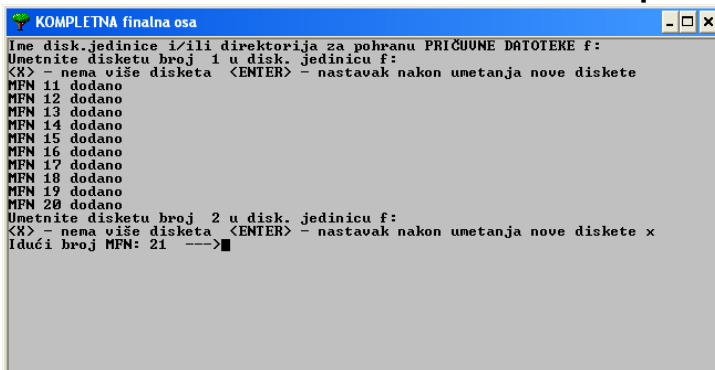 KOMPLETNA finalna osa
Ime disk.jedinice i/ili direktorija za pohranu PRIČUVNE DATOTEKE f:
Umetnite disketu broj  1 u disk. jedinicu f:
<X> - nema više disketa  <ENTER> - nastavak nakon umetanja nove diskete
MFN 11 dodano
MFN 12 dodano
MFN 13 dodano
MFN 14 dodano
MFN 15 dodano
MFN 16 dodano
MFN 17 dodano
MFN 18 dodano
MFN 19 dodano
MFN 20 dodano
Umetnite disketu broj  2 u disk. jedinicu f:
<X> - nema više disketa  <ENTER> - nastavak nakon umetanja nove diskete x
Idući broj MFN: 21  --->